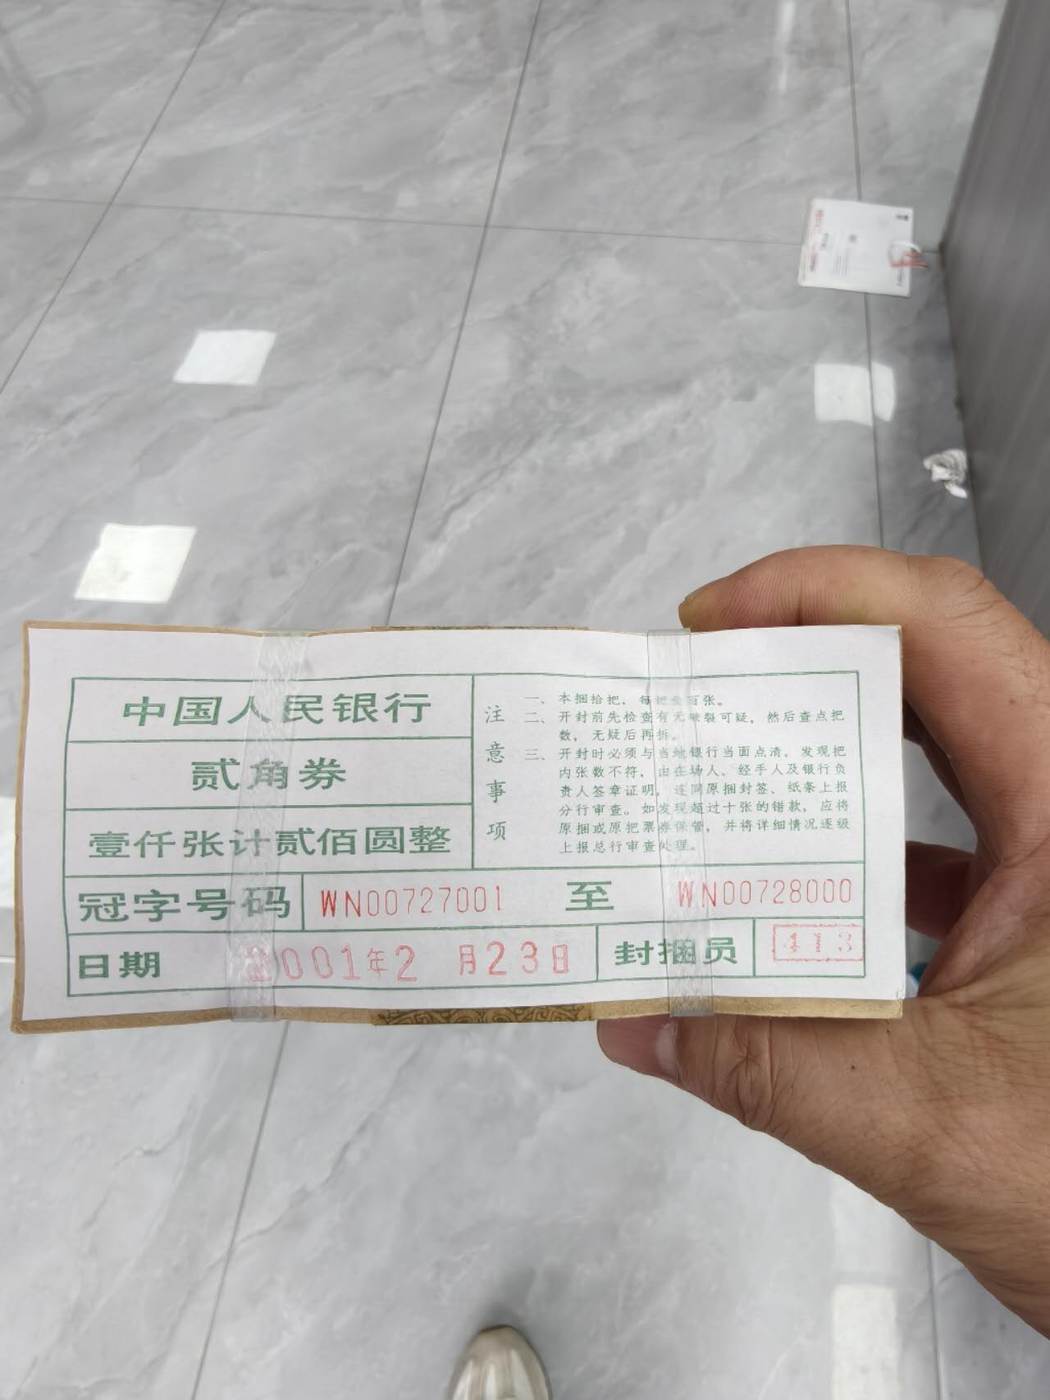 中国人民银行
贰角券
壹仟张计贰佰圆整
注意事项
一、本捆拾把，每把壹百张。
二、开封前先检查有无破裂可疑，然后查点把
数，无疑后再拆。
三、开封时必须与当地银行当面点清，发现把
内张数不符，由在场人、经手人及银行负
责人签章证明，连同原捆封签、纸条上报
分行审查。如发现超过十张的错款，应将
原捆或原把票券保管，并将详细情况逐级
上报总行审查处理。
冠字号码 WN00727001 至 WN00728000
日期 2001年2月23日 封捆员 413